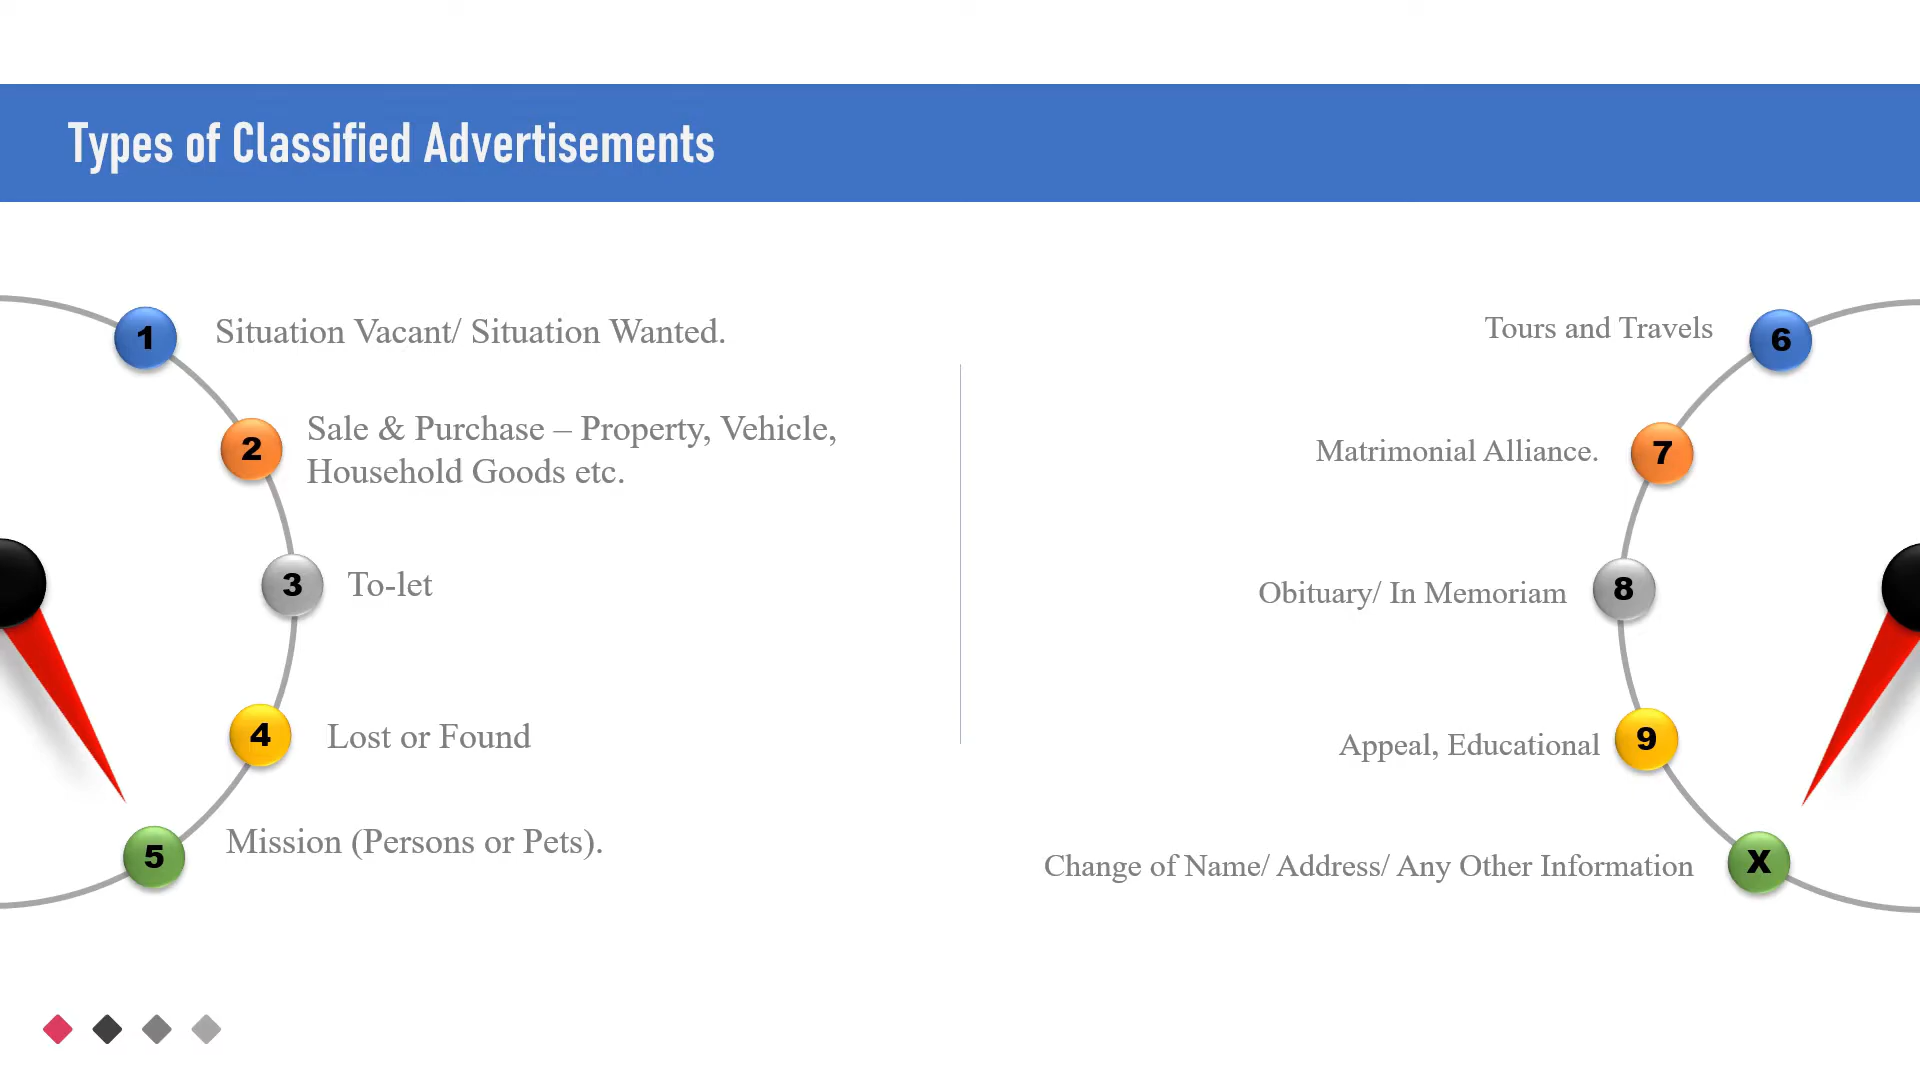 Types of Classified Advertisements
1 Situation Vacant/ Situation Wanted.
2 Sale & Purchase – Property, Vehicle,
Household Goods etc.
3 To-let
4 Lost or Found
5 Mission (Persons or Pets).
Tours and Travels 6
Matrimonial Alliance. 7
Obituary/ In Memoriam 8
Appeal, Educational 9
Change of Name/ Address/ Any Other Information X